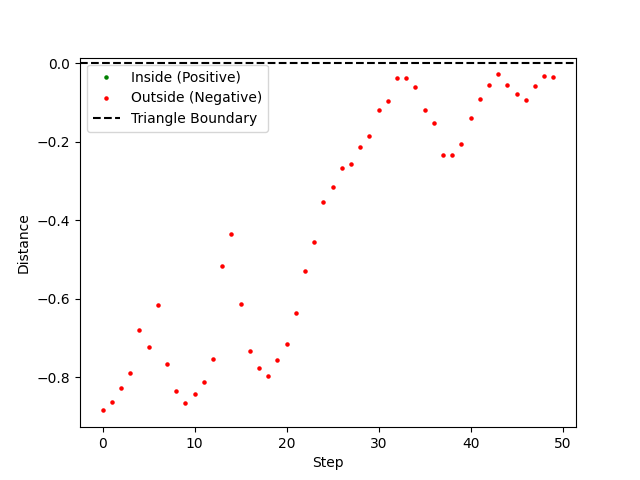 Inside (Positive)
Outside (Negative)
Triangle Boundary
0.0
−0.2
−0.4
−0.6
−0.8
Distance
0 10 20 30 40 50
Step